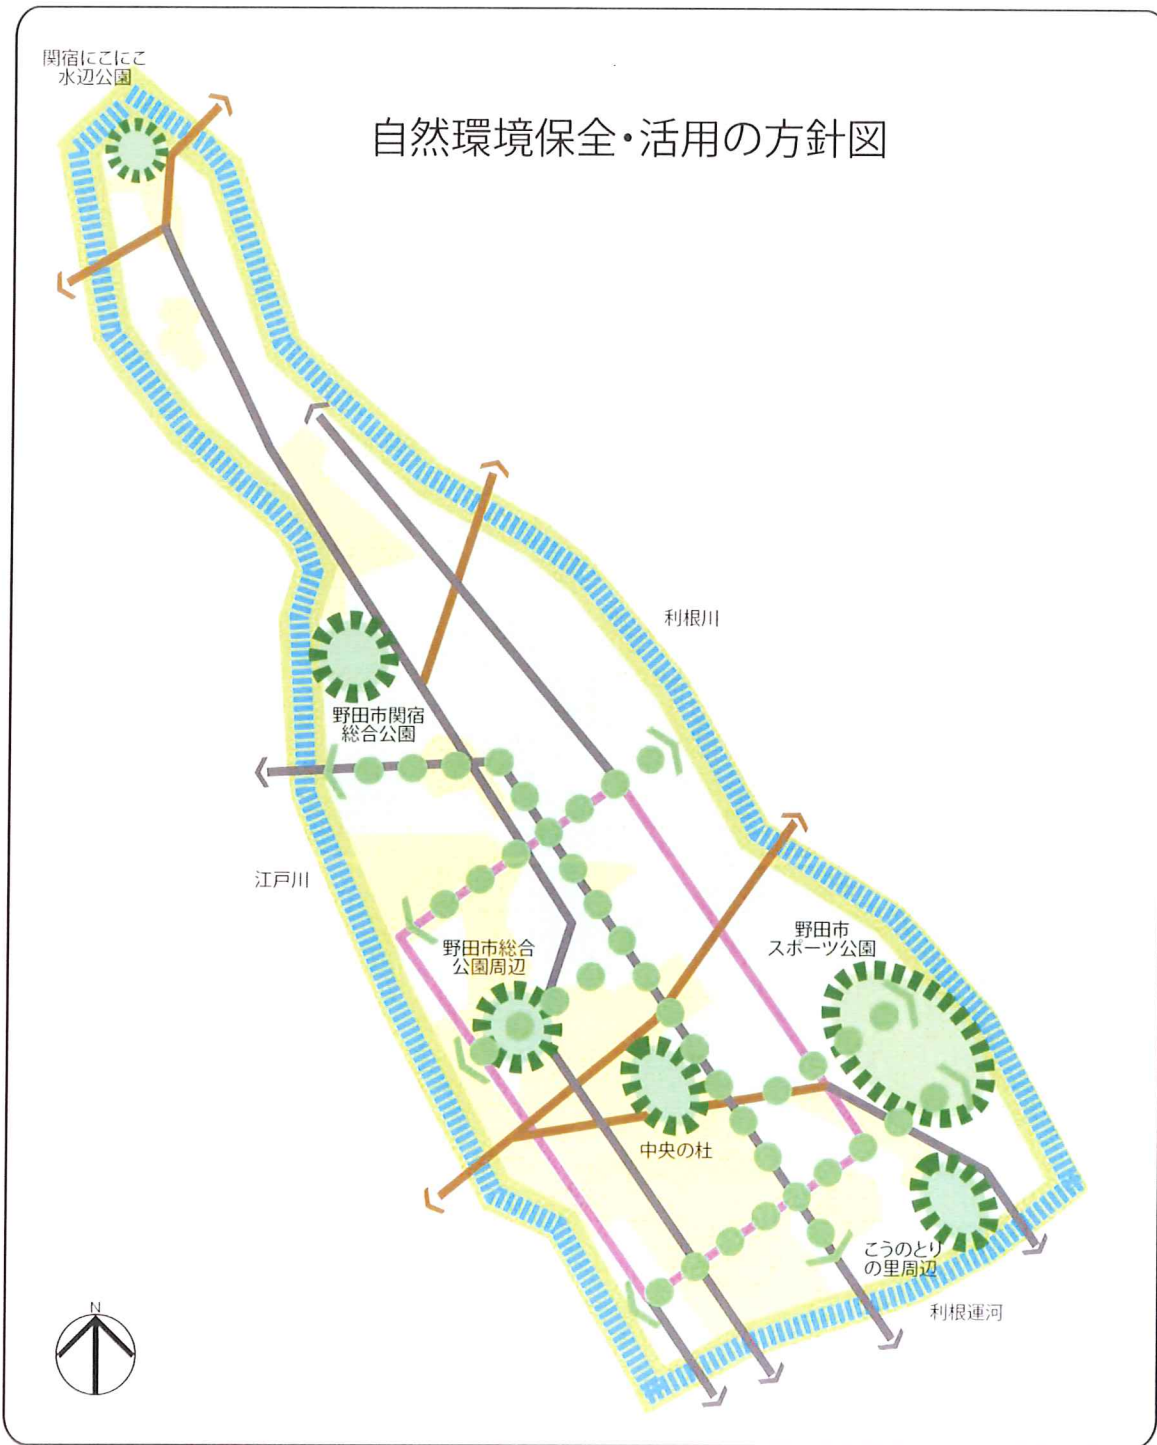 関宿にこにこ
水辺公園
自然環境保全・活用の方針図
利根川
野田市関宿
総合公園
江戸川
野田市総合
公園周辺
野田市
スポーツ公園
中央の杜
こうのとり
の里周辺
利根運河
N